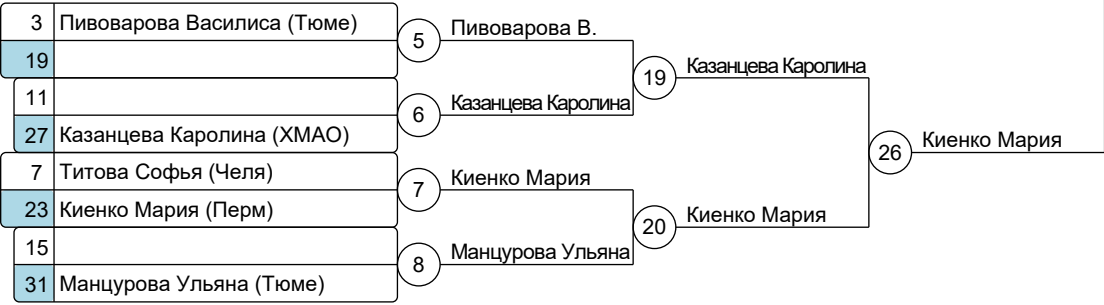 3 Пивоварова Василиса (Тюме)
19
5 Пивоварова В.
11
27 Казанцева Каролина (ХМАО)
6 Казанцева Каролина
19 Казанцева Каролина
7 Титова Софья (Челя)
23 Киенко Мария (Перм)
7 Киенко Мария
15
31 Манцурова Ульяна (Тюме)
8 Манцурова Ульяна
20 Киенко Мария
26 Киенко Мария